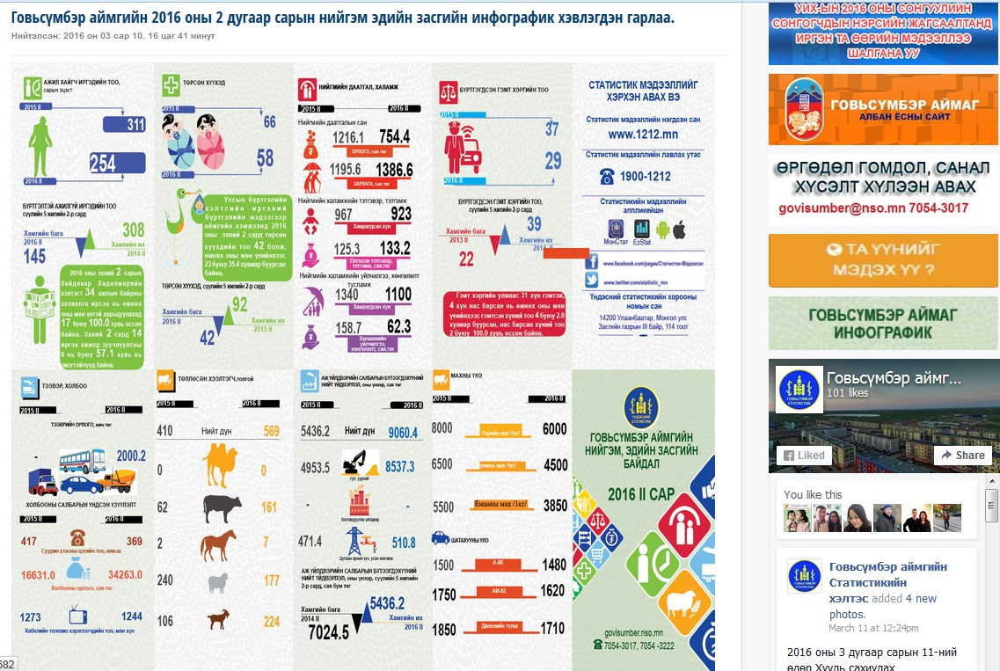 Говьсүмбэр аймгийн 2016 оны 2 дугаар сарын нийгэм эдийн засгийн инфографик хэвлэгдэн гарлаа.
Нийтэлсэн: 2016 он 03 сар 10. 16 цаг 41 минут
АЖИЛ ХАЙГЧ ИРГЭДИЙН ТОО,
сарын эцэст
2015 II
311
254
2016 II
БҮРТГЭЛТЭЙ АЖИЛГҮЙ ИРГЭДИЙН ТОО
сүүлийн 5 жилийн 2-р сард
Хамгийн бага
2016 II
145
308
Хамгийн их
2014 II
2016 оны эхний 2 сарын
байдлаар Хөдөлмөрийн
хэлтэст 34 ажлын байрны
захиалга ирсэн нь өмнөх
оны мөн үетэй харьцуулахад
17 буюу 100.0 хувь өссөн
байна. Эхний 2 сард 14
иргэн ажилд зуучлуулсны
8 нь буюу 57.1 хувь нь
эмэгтэйчүүд байна.
ТӨРСӨН ХҮҮХЭД
2015 II
66
58
2016 II
Улсын бүртгэлийн
хэлтсийн иргэний
бүртгэлийн мэдээгээр
аймгийн хэмжээнд 2016
оны эхний 2 сард төрсөн
хүүхдийн тоо 42 болж,
өмнөх оны мөн үеийнхээс
23 буюу 35.4 хувиар буурсан
байна.
ТӨРСӨН ХҮҮХЭД, сүүлийн 5 жилийн 2-р сард
Хамгийн бага
2016 II
42
92
Хамгийн их
2013 II
НИЙГМИЙН ДААТГАЛ, ХАЛАМЖ
2015 II
2016 II
Нийгмийн даатгалын сан
1216.1
754.4
ОРЛОГО, сая төг
1195.6
1386.6
ЗАРЛАГА, сая төг
Нийгмийн халамжийн тэтгэвэр, тэтгэмж
967
923
Хамрагдсан хүн
125.3
133.2
Олгосон тэтгэвэр,
тэтгэмж, сая.төг
Нийгмийн халамжийн үйлчилгээ, хөнгөлөлт
тусламж
1340
1100
Хамрагдсан хүн
158.7
62.3
Халамжийн
үйлчилгээ,
хөнгөлөлт, сая төг
БҮРТГЭГДСЭН ГЭМТ ХЭРГИЙН ТОО
2015 II
37
29
2016 II
БҮРТГЭГДСЭН ГЭМТ ХЭРГИЙН ТОО,
сүүлийн 5 жилийн 2-р сард
Хамгийн бага
2013 II
22
39
Хамгийн их
Гэмт хэргийн улмаас 31 хүн гэмтэж,
4 хүн нас барсан нь өмнөх оны мөн
үеийнхээс гэмтсэн хүний тоо 4 буюу 2.0
хувиар буурсан, нас барсан хүний тоо
2 буюу 100.0 хувь өссөн байна.
СТАТИСТИК МЭДЭЭЛЛИЙГ
ХЭРХЭН АВАХ ВЭ
Статистик мэдээллийн нэгдсэн сан
www.1212.mn
Статистик мэдээллийн лавлах утас
1900-1212
Статистикийн мэдээллийн
аппликейшн
МонСтат
EzStat
www.facebook.com/pages/Статистик-Мэдээлэл
www.twitter.com/statistic_mn
Үндэсний статистикийн хорооны
номын сан
14200 Улаанбаатар, Монгол улс
Засгийн газрын III байр, 114 тоот
ТЭЭВЭР, ХОЛБОО
2015 II
2016 II
ТЭЭВРИЙН ОРЛОГО, мян.төг
-
2000.2
ХОЛБООНЫ САЛБАРЫН ҮНДСЭН ҮЗҮҮЛЭЛТ
2015 II
2016 II
417
369
Суурин утасны цэгийн тоо, мян.ш
16631.0
34263.0
Холбооны орлого, сая төг
1273
1244
Кабелийн телевиз хэрэглэгчдийн тоо, мян хүн
ТӨЛЛӨСӨН ХЭЭЛТЭГЧ, толгой
2015 II
2016 II
410
Нийт дүн
569
0
0
62
161
2
7
240
177
106
224
АЖ ҮЙЛДВЭРИЙН САЛБАРЫН БҮТЭЭГДЭХҮҮНИЙ
НИЙТ ҮЙЛДВЭРЛЭЛ, оны үнээр, сая төг
2015 II
2016 II
5436.2
Нийт дүн
9060.4
4953.5
8537.3
Уул, уурхай
-
-
Боловсруулах үйлдвэр
471.4
510.8
Дулаан эрчим хүч, усан хангамж
АЖ ҮЙЛДВЭРИЙН САЛБАРЫН БҮТЭЭГДЭХҮҮНИЙ
НИЙТ ҮЙЛДВЭРЛЭЛ, оны үнээр, сүүлийн 5 жилийн
2-р сард, сая буюу төг
Хамгийн бага
2014 II
7024.5
5436.2
Хамгийн их
2016 II
МАХНЫ ҮНЭ
2015 II
2016 II
8000
Үхрийн мах /1кг/
6000
6500
4500
5500
Ямааны мах /1кг/
3850
ШАТАХУУНЫ ҮНЭ
1500
А-80
1480
1750
АИ-92
1620
1850
Дизелийн түлш
1710
ҮНДЭСНИЙ
СТАТИСТИК
ГОВЬСҮМБЭР АЙМГИЙН
НИЙГЭМ, ЭДИЙН ЗАСГИЙН
БАЙДАЛ
2016 II САР
govisumber.nso.mn
7054-3017, 7054 -3222
682
УИХ-ЫН 2016 ОНЫ СОНГУУЛИЙН
СОНГОГЧДЫН НЭРСИЙН ЖАГСААЛТАНД
ИРГЭН ТА ӨӨРИЙН МЭДЭЭЛЛЭЭ
ШАЛГАНА УУ
ГОВЬСҮМБЭР АЙМАГ
АЛБАН ЁСНЫ САЙТ
ӨРГӨДӨЛ ГОМДОЛ, САНАЛ
ХҮСЭЛТ ХҮЛЭЭН АВАХ
govisumber@nso.mn 7054-3017
ТА ҮҮНИЙГ
МЭДЭХ ҮҮ ?
ГОВЬСҮМБЭР АЙМАГ
ИНФОГРАФИК
Говьсүмбэр аймг...
101 likes
Liked
Share
You like this
Говьсүмбэр аймгийн
Статистикийн
хэлтэс added 4 new
photos.
March 11 at 12:24pm
2016 оны 3 дугаар сарын 11-ний
өдөр Хууль сахиулах